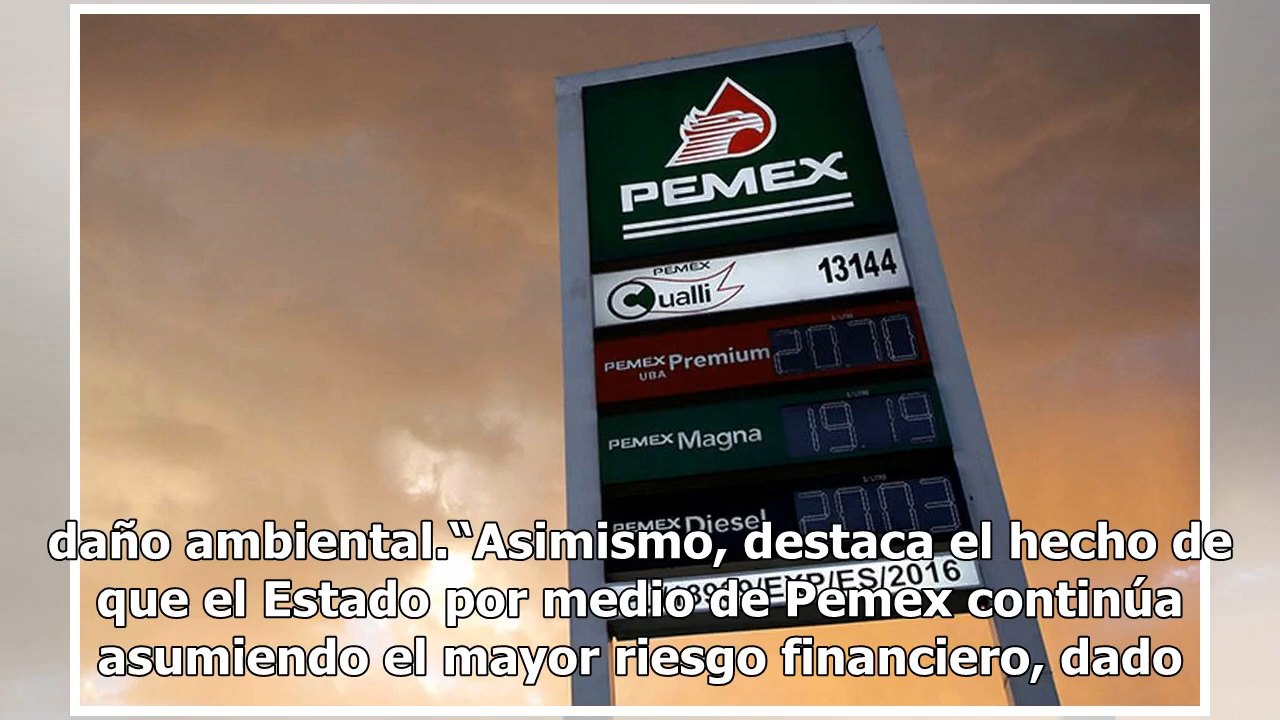 PEMEX
PEMEX
Cualli
13144
PEMEX Premium
UBA
20.70
PEMEX Magna
19.19
PEMEX Diesel
20.03
/EXP/ES/2016
daño ambiental.“Asimismo, destaca el hecho de
que el Estado por medio de Pemex continúa
asumiendo el mayor riesgo financiero, dado